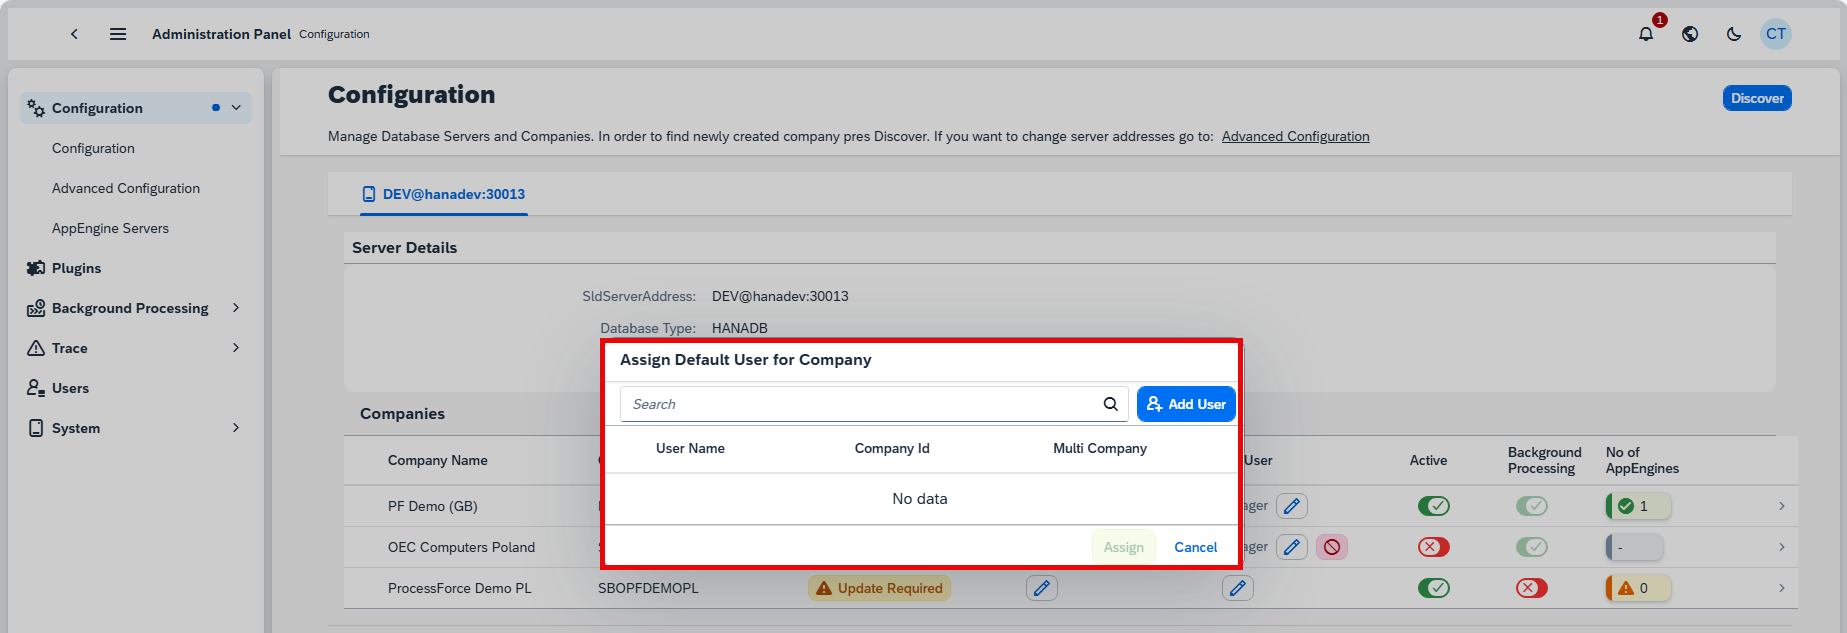 Administration Panel Configuration
1
CT
Configuration
Configuration
Advanced Configuration
AppEngine Servers
Plugins
Background Processing
Trace
Users
System
Configuration
Discover
Manage Database Servers and Companies. In order to find newly created company pres Discover. If you want to change server addresses go to: Advanced Configuration
DEV@hanadev:30013
Server Details
SldServerAddress: DEV@hanadev:30013
Database Type: HANADB
Assign Default User for Company
Search
Add User
User Name Company Id Multi Company
No data
Assign Cancel
Companies
Company Name User Active Background Processing No of AppEngines
PF Demo (GB) ager 1
OEC Computers Poland ager -
ProcessForce Demo PL SBOPFDEMOPL Update Required 0